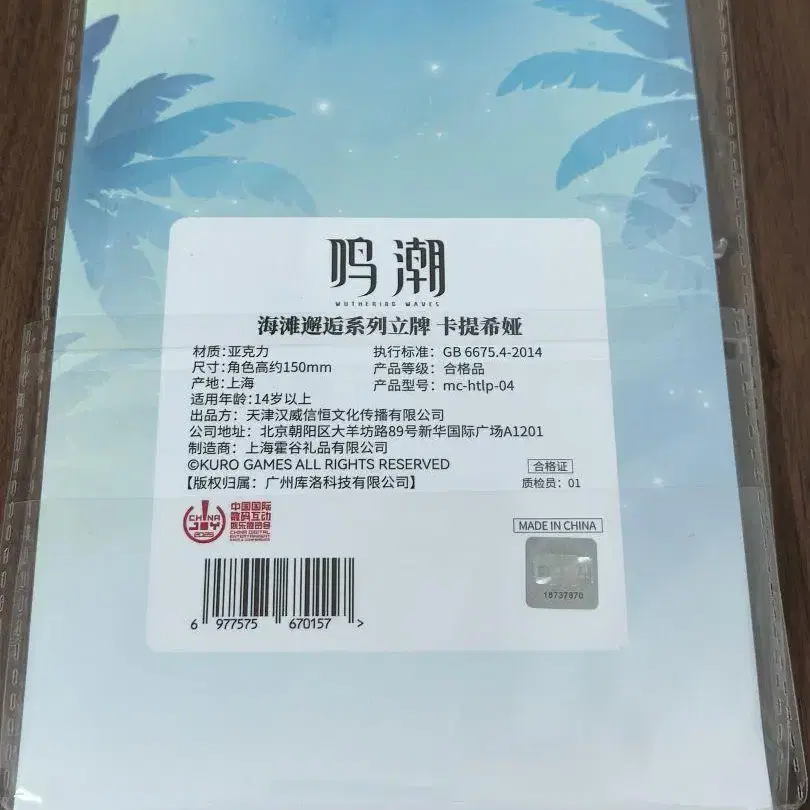 鸣潮
WUTHERING WAVES
海滩邂逅系列立牌 卡提希娅
材质：亚克力
执行标准：GB 6675.4-2014
尺寸：角色高约150mm
产品等级：合格品
产地：上海
产品型号：mc-htlp-04
适用年龄：14岁以上
出品方：天津汉威信恒文化传播有限公司
公司地址：北京朝阳区大羊坊路89号新华国际广场A1201
制造商：上海霍谷礼品有限公司
©KURO GAMES ALL RIGHTS RESERVED
【版权归属：广州库洛科技有限公司】
合格证
质检员：01
CHINA
JOY
2025
中国国际
数码互动
娱乐展览会
CHINA DIGITAL
ENTERTAINMENT
EXPO & CONFERENCE
MADE IN CHINA
18737870
6 977575 670157 >